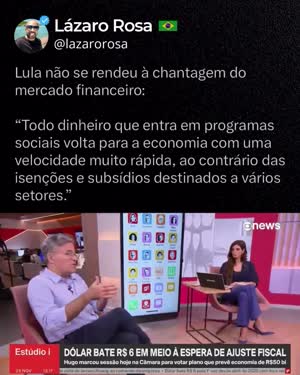 Lázaro Rosa
@lazarorosa
Lula não se rendeu à chantagem do
mercado financeiro:
“Todo dinheiro que entra em programas
sociais volta para a economia com uma
velocidade muito rápida, ao contrário das
isenções e subsídios destinados a vários
setores.”
news
Estúdio i
DÓLAR BATE R$ 6 EM MEIO À ESPERA DE AJUSTE FISCAL
Hugo marcou sessão hoje na Câmara para votar plano que prevê economia de R$50 bi